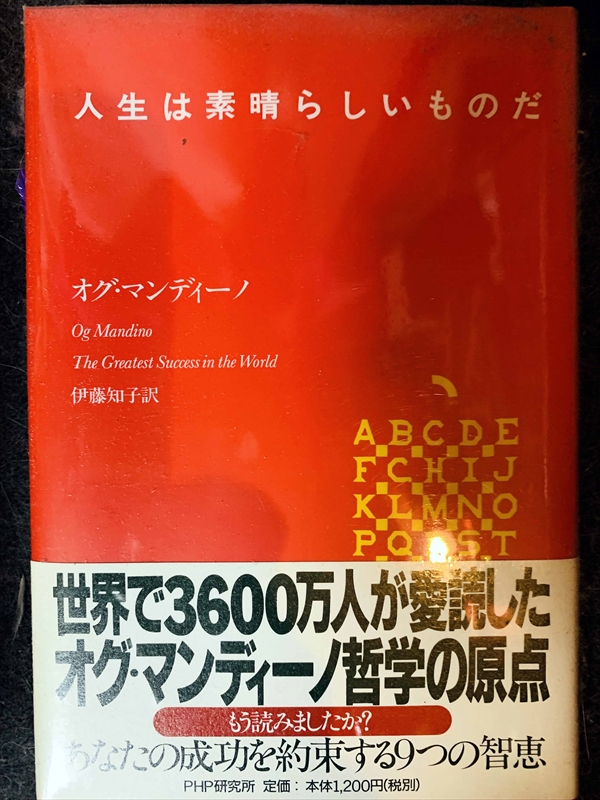 人生は素晴らしいものだ
オグ・マンディーノ
Og Mandino
The Greatest Success in the World
伊藤知子訳
ABCDE
FGHIJ
KLMNO
PQRST
世界で3600万人が愛読した
オグ・マンディーノ哲学の原点
もう読みましたか?
あなたの成功を約束する9つの智恵
PHP研究所 定価:本体1,200円(税別)